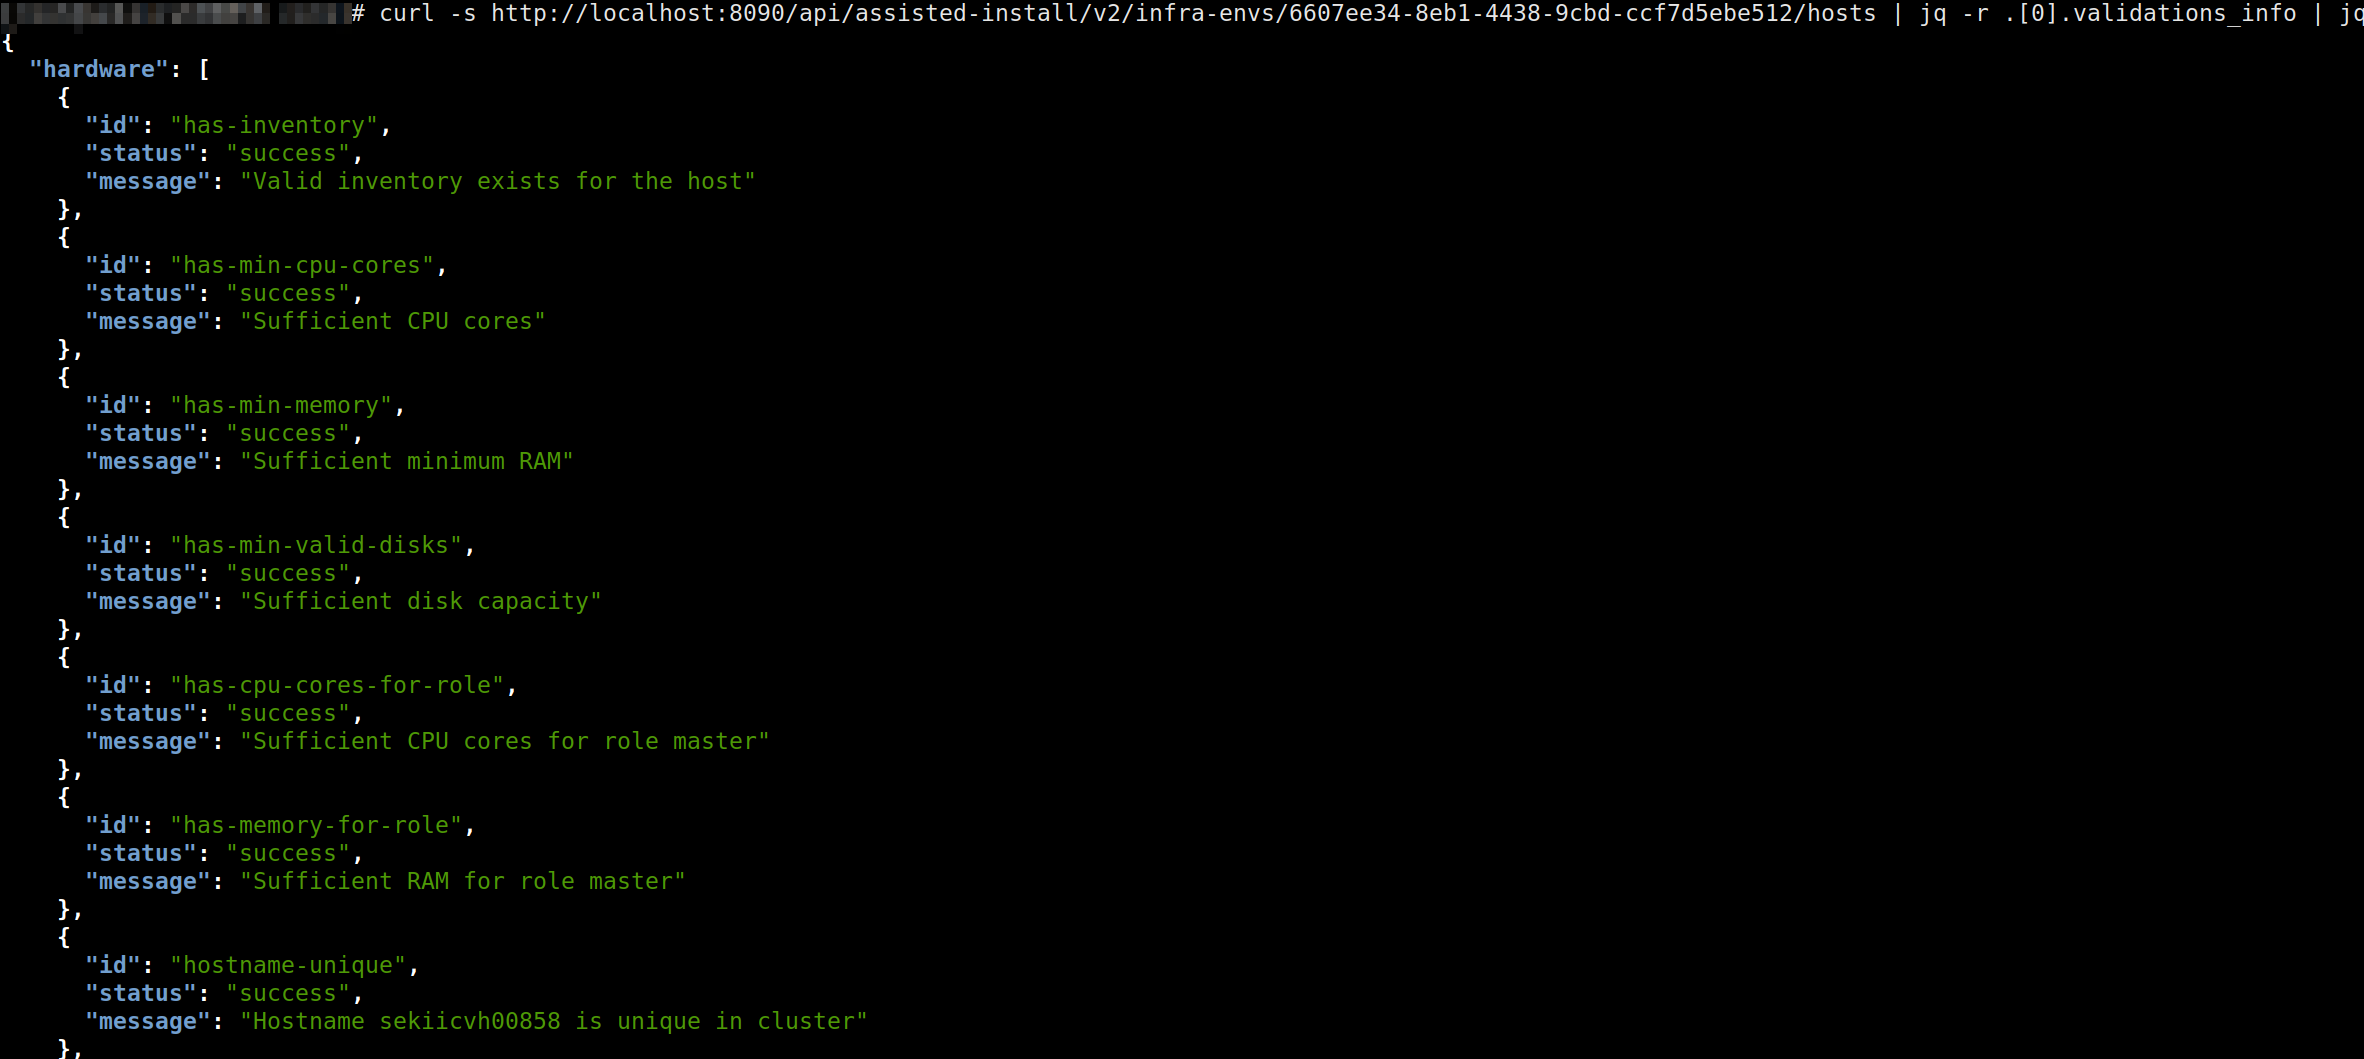 # curl -s http://localhost:8090/api/assisted-install/v2/infra-envs/6607ee34-8eb1-4438-9cbd-ccf7d5ebe512/hosts | jq -r .[0].validations_info | jq
{
  "hardware": [
    {
      "id": "has-inventory",
      "status": "success",
      "message": "Valid inventory exists for the host"
    },
    {
      "id": "has-min-cpu-cores",
      "status": "success",
      "message": "Sufficient CPU cores"
    },
    {
      "id": "has-min-memory",
      "status": "success",
      "message": "Sufficient minimum RAM"
    },
    {
      "id": "has-min-valid-disks",
      "status": "success",
      "message": "Sufficient disk capacity"
    },
    {
      "id": "has-cpu-cores-for-role",
      "status": "success",
      "message": "Sufficient CPU cores for role master"
    },
    {
      "id": "has-memory-for-role",
      "status": "success",
      "message": "Sufficient RAM for role master"
    },
    {
      "id": "hostname-unique",
      "status": "success",
      "message": "Hostname sekiicvh00858 is unique in cluster"
    },